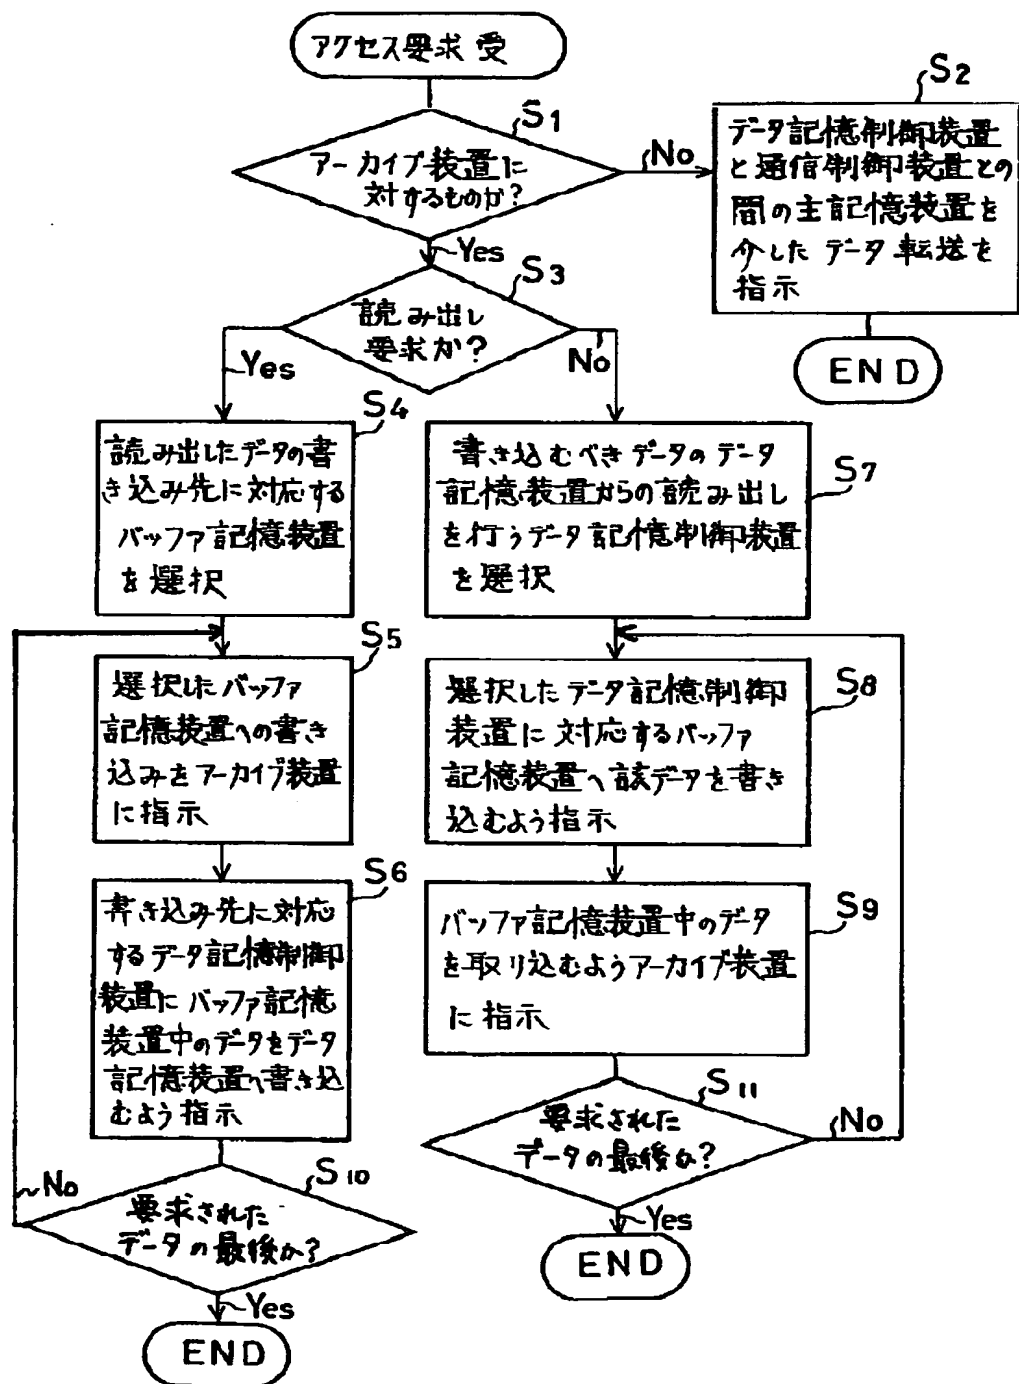 アクセス要求受
S1
アーカイブ装置に
対するものか?
No
S2
データ記憶制御装置
と通信制御装置との
間の主記憶装置を
介したデータ転送を
指示
END
Yes
S3
読み出し
要求か?
Yes
No
S4
読み出したデータの書
き込み先に対応する
バッファ記憶装置
を選択
S7
書き込むべきデータのデータ
記憶装置からの読み出し
を行うデータ記憶制御装置
を選択
S5
選択したバッファ
記憶装置への書き
込みをアーカイブ装置
に指示
S8
選択したデータ記憶制御
装置に対応するバッファ
記憶装置へ該データを書き
込むよう指示
S6
書き込み先に対応
するデータ記憶制御
装置にバッファ記憶
装置中のデータをデータ
記憶装置へ書き込
むよう指示
S9
バッファ記憶装置中のデータ
を取り込むようアーカイブ装置
に指示
S10
要求された
データの最後か?
No
Yes
END
S11
要求された
データの最後か?
No
Yes
END